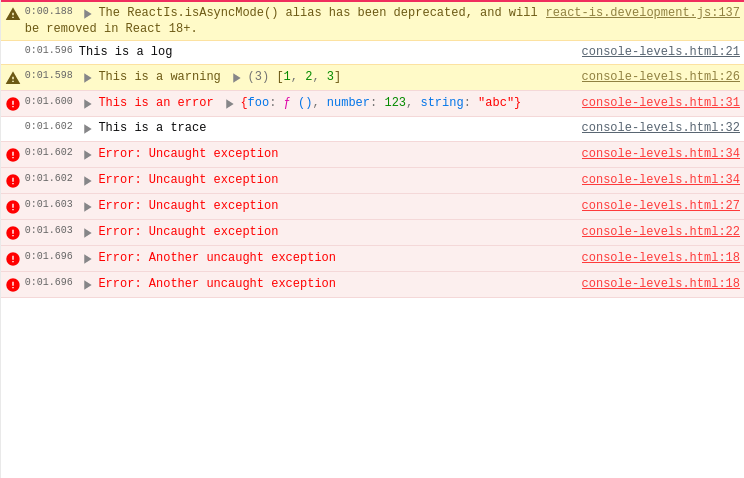 0:00.188 The ReactIs.isAsyncMode() alias has been deprecated, and will react-is.development.js:137
be removed in React 18+.
0:01.596 This is a log console-levels.html:21
0:01.598 This is a warning (3) [1, 2, 3] console-levels.html:26
0:01.600 This is an error {foo: ƒ (), number: 123, string: "abc"} console-levels.html:31
0:01.602 This is a trace console-levels.html:32
0:01.602 Error: Uncaught exception console-levels.html:34
0:01.602 Error: Uncaught exception console-levels.html:34
0:01.603 Error: Uncaught exception console-levels.html:27
0:01.603 Error: Uncaught exception console-levels.html:22
0:01.696 Error: Another uncaught exception console-levels.html:18
0:01.696 Error: Another uncaught exception console-levels.html:18